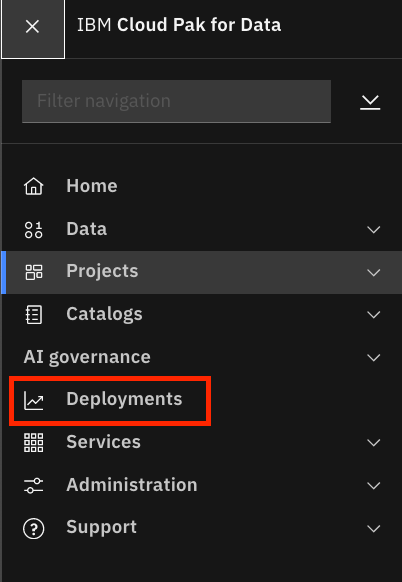 IBM Cloud Pak for Data
Filter navigation
Home
Data
Projects
Catalogs
AI governance
Deployments
Services
Administration
Support